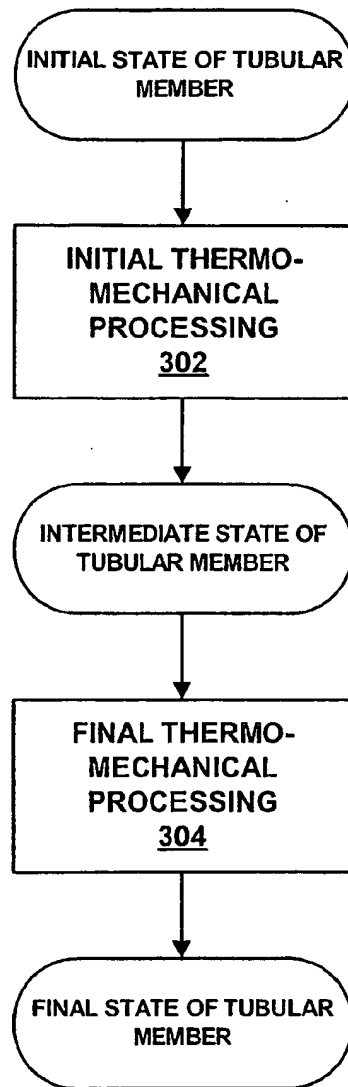 INITIAL STATE OF TUBULAR
MEMBER
INITIAL THERMO-
MECHANICAL
PROCESSING
302
INTERMEDIATE STATE OF
TUBULAR MEMBER
FINAL THERMO-
MECHANICAL
PROCESSING
304
FINAL STATE OF TUBULAR
MEMBER